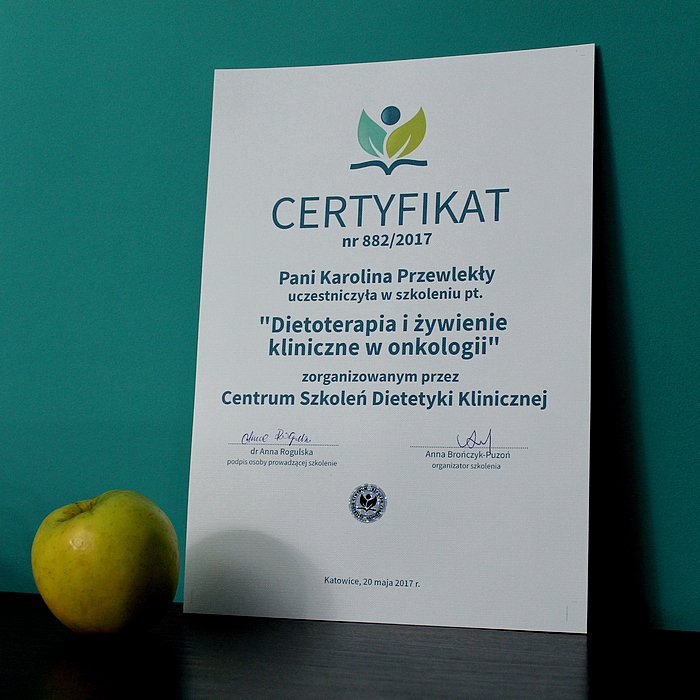 CERTYFIKAT
nr 882/2017
Pani Karolina Przewlekły
uczestniczyła w szkoleniu pt.
"Dietoterapia i żywienie
kliniczne w onkologii"
zorganizowanym przez
Centrum Szkoleń Dietetyki Klinicznej
dr Anna Rogulska
podpis osoby prowadzącej szkolenie
Anna Brończyk-Puzoń
organizator szkolenia
Katowice, 20 maja 2017 r.